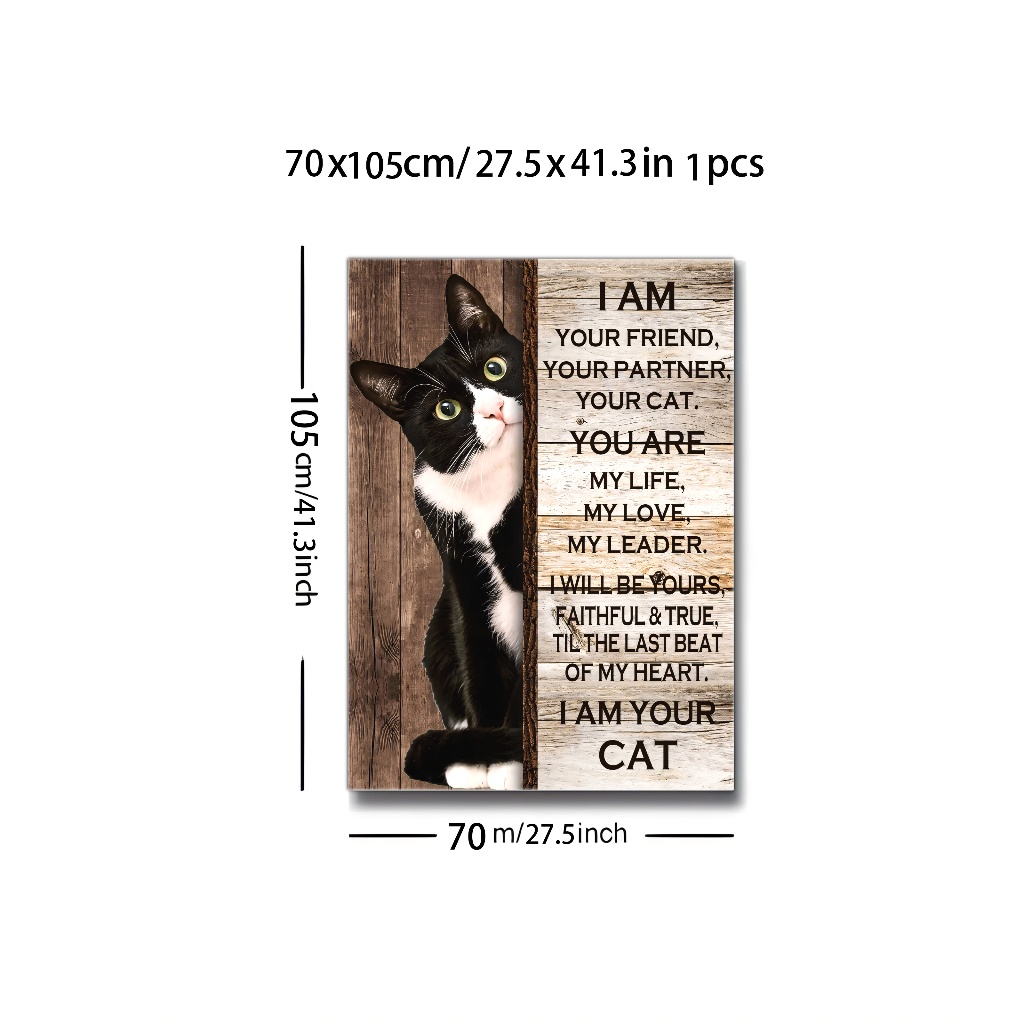 70x105cm/27.5x41.3in 1pcs
105cm/41.3inch
I AM
YOUR FRIEND,
YOUR PARTNER,
YOUR CAT.
YOU ARE
MY LIFE,
MY LOVE,
MY LEADER.
I WILL BE YOURS,
FAITHFUL & TRUE,
TIL THE LAST BEAT
OF MY HEART.
I AM YOUR
CAT
70 m/27.5inch